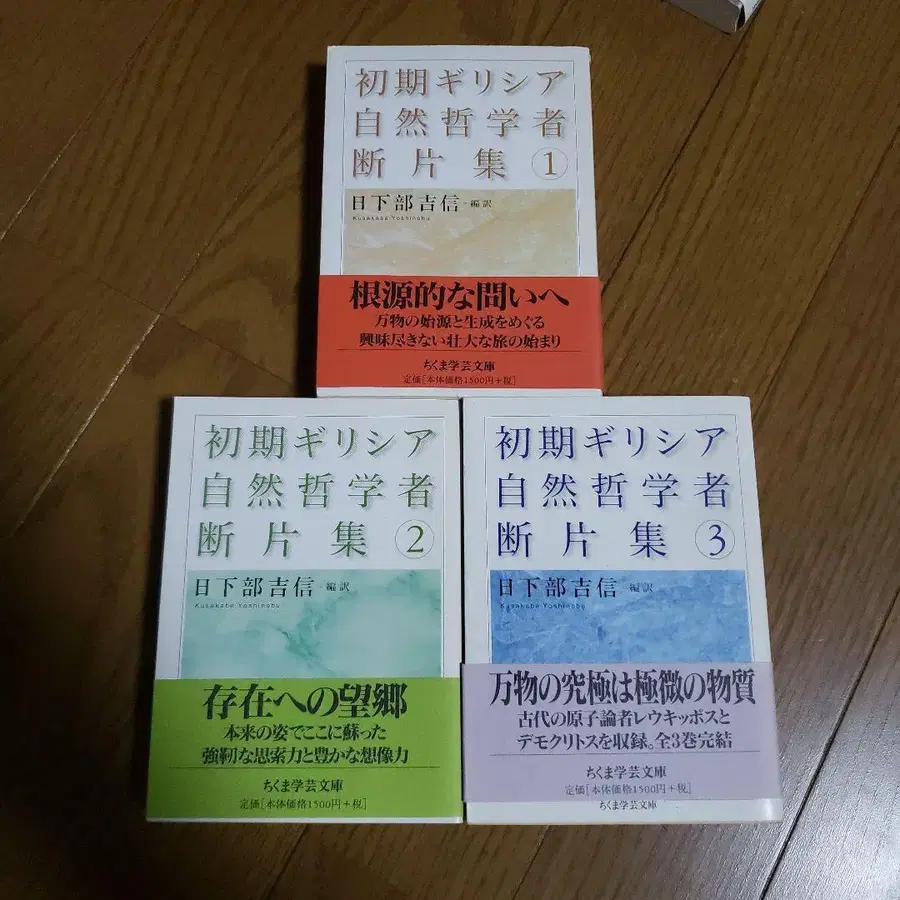 初期ギリシア
自然哲学者
断片集 1
日下部吉信 編訳
Kusakabe Yoshinobu
根源的な問いへ
万物の始源と生成をめぐる
興味尽きない壮大な旅の始まり
ちくま学芸文庫
定価[本体価格1500円+税]
初期ギリシア
自然哲学者
断片集 2
日下部吉信 編訳
Kusakabe Yoshinobu
存在への望郷
本来の姿でここに蘇った
強靭な思索力と豊かな想像力
ちくま学芸文庫
定価[本体価格1500円+税]
初期ギリシア
自然哲学者
断片集 3
日下部吉信 編訳
Kusakabe Yoshinobu
万物の究極は極微の物質
古代の原子論者レウキッポスと
デモクリトスを収録。全3巻完結
ちくま学芸文庫
定価[本体価格1500円+税]
ちくま学芸文庫